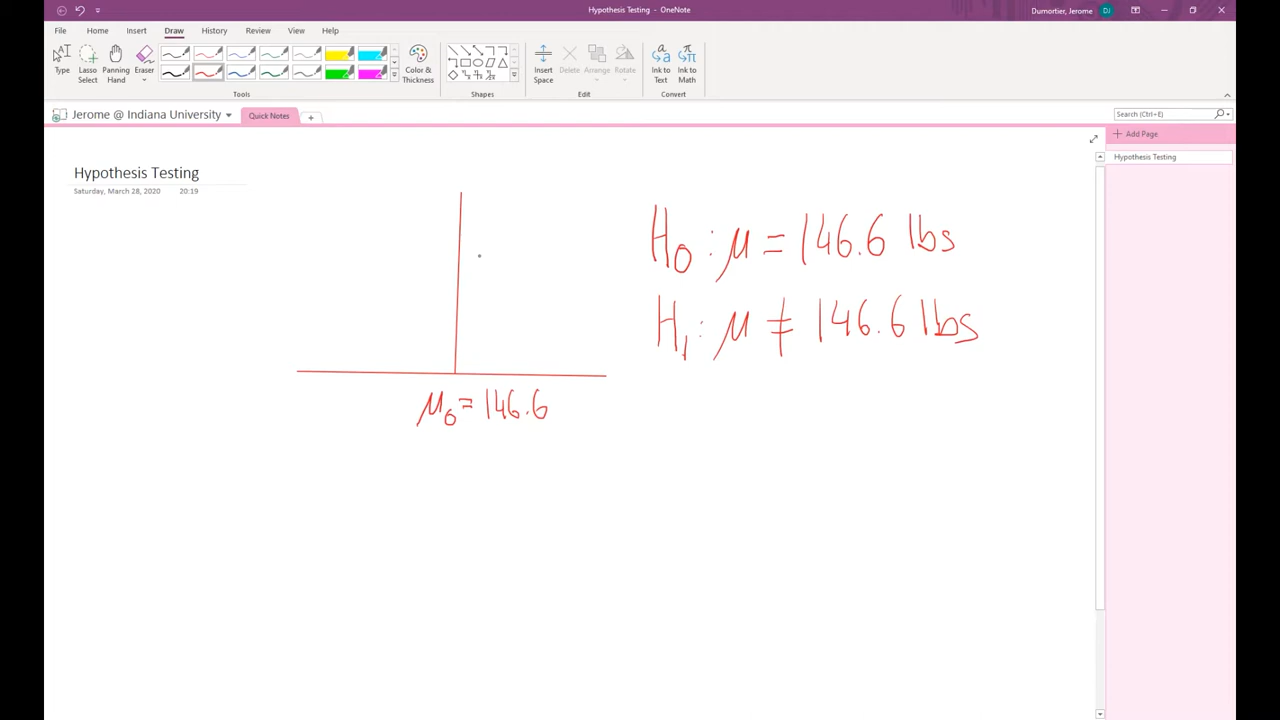 Hypothesis Testing - OneNote
Dumortier, Jerome DJ
File Home Insert Draw History Review View Help
Type Lasso Select Panning Hand Eraser Color & Thickness Insert Space Delete Arrange Rotate Ink to Text Ink to Math
Tools Shapes Edit Convert
Jerome @ Indiana University Quick Notes Search (Ctrl+E)
Add Page
Hypothesis Testing
Hypothesis Testing
Saturday, March 28, 2020 20:19
H₀ : μ = 146.6 lbs
H₁ : μ ≠ 146.6 lbs
μ₀ = 146.6